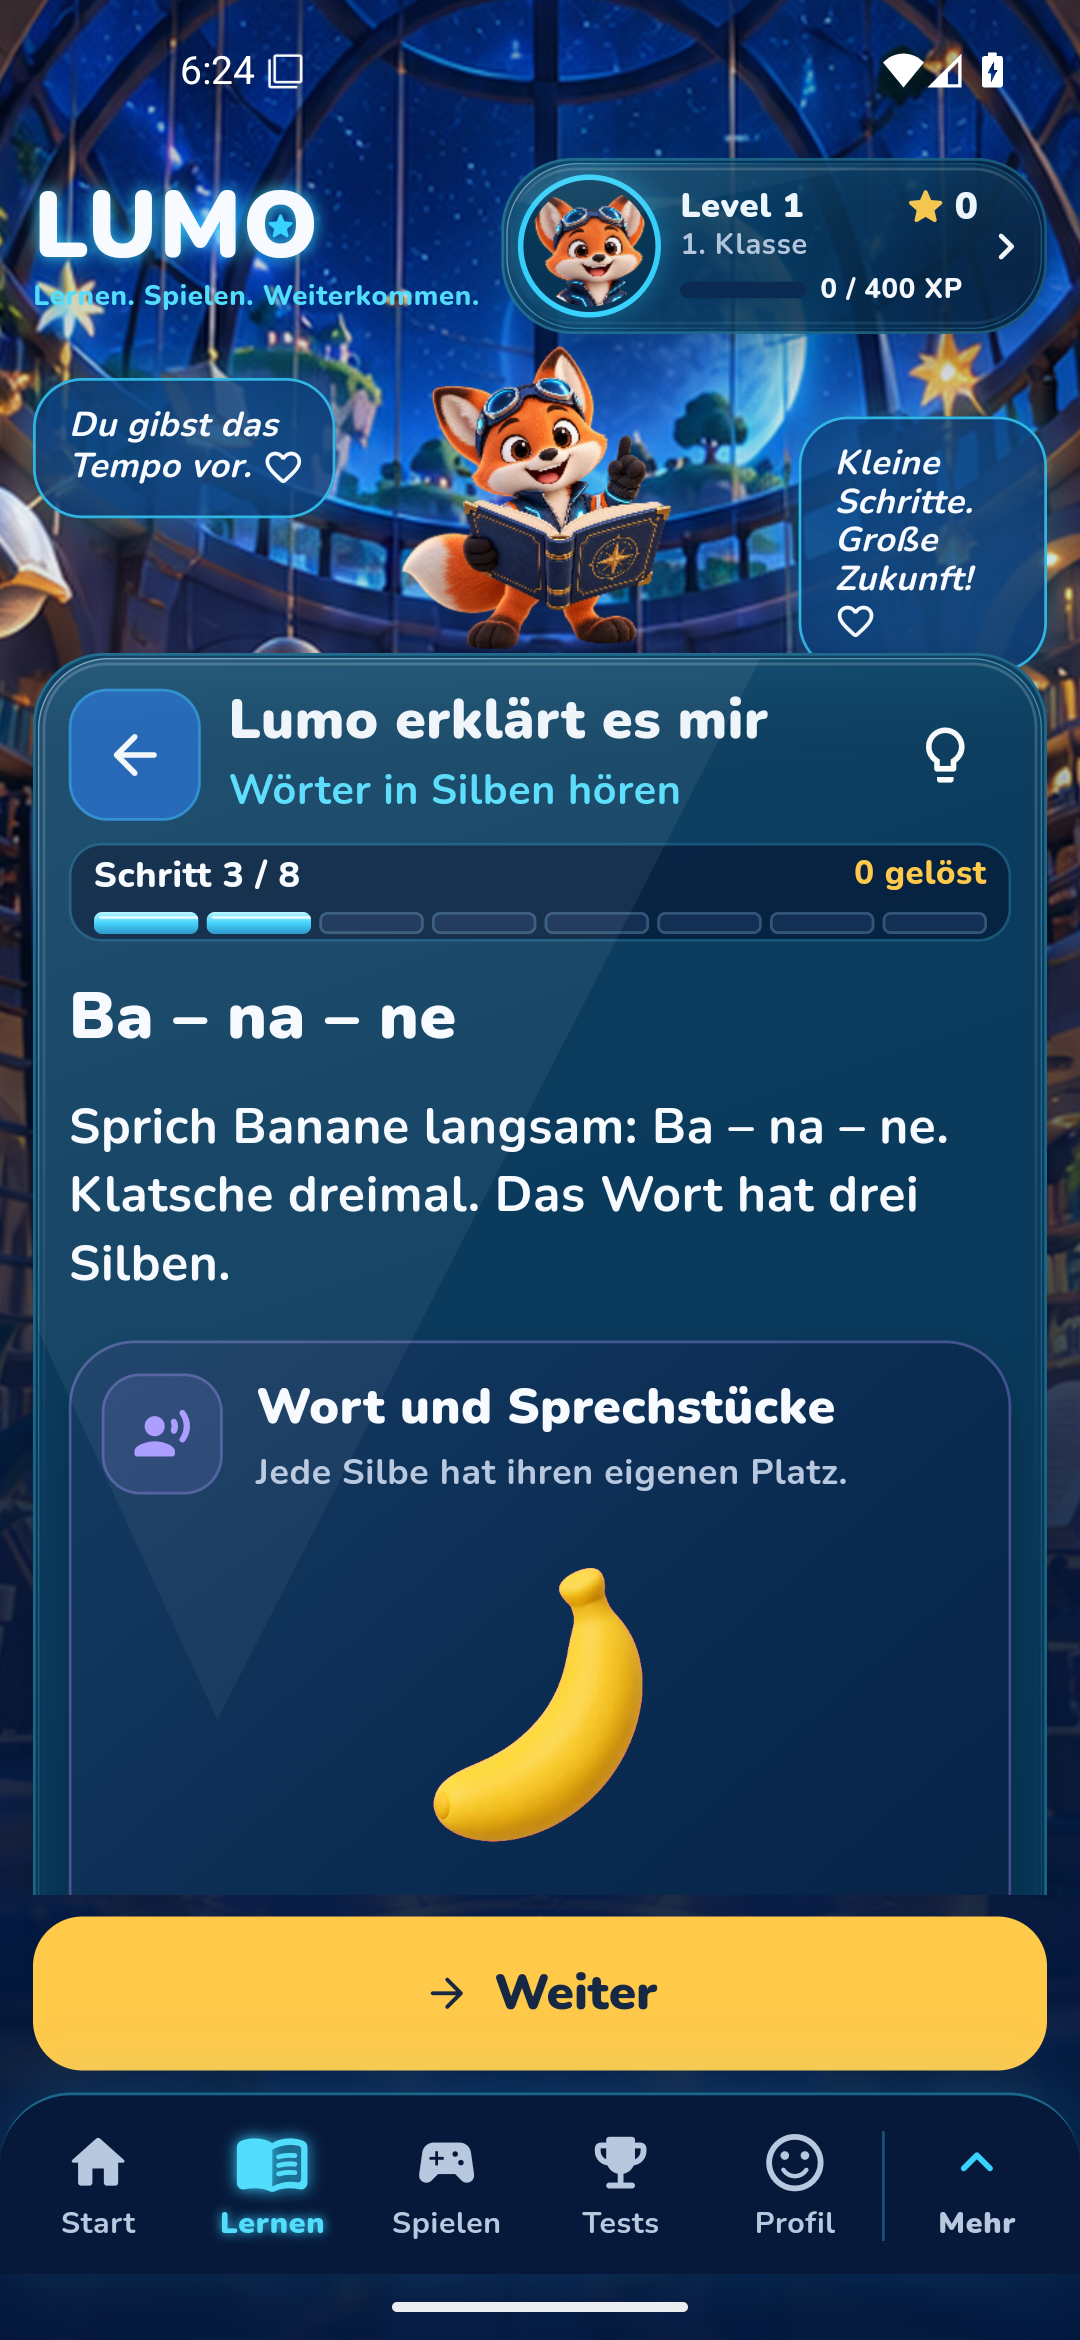 6:24
LUMO
Lernen. Spielen. Weiterkommen.
Level 1
0
1. Klasse
0 / 400 XP
Du gibst das
Tempo vor.
Kleine
Schritte.
Große
Zukunft!
Lumo erklärt es mir
Wörter in Silben hören
Schritt 3 / 8
0 gelöst
Ba – na – ne
Sprich Banane langsam: Ba – na – ne.
Klatsche dreimal. Das Wort hat drei
Silben.
Wort und Sprechstücke
Jede Silbe hat ihren eigenen Platz.
Weiter
Start
Lernen
Spielen
Tests
Profil
Mehr